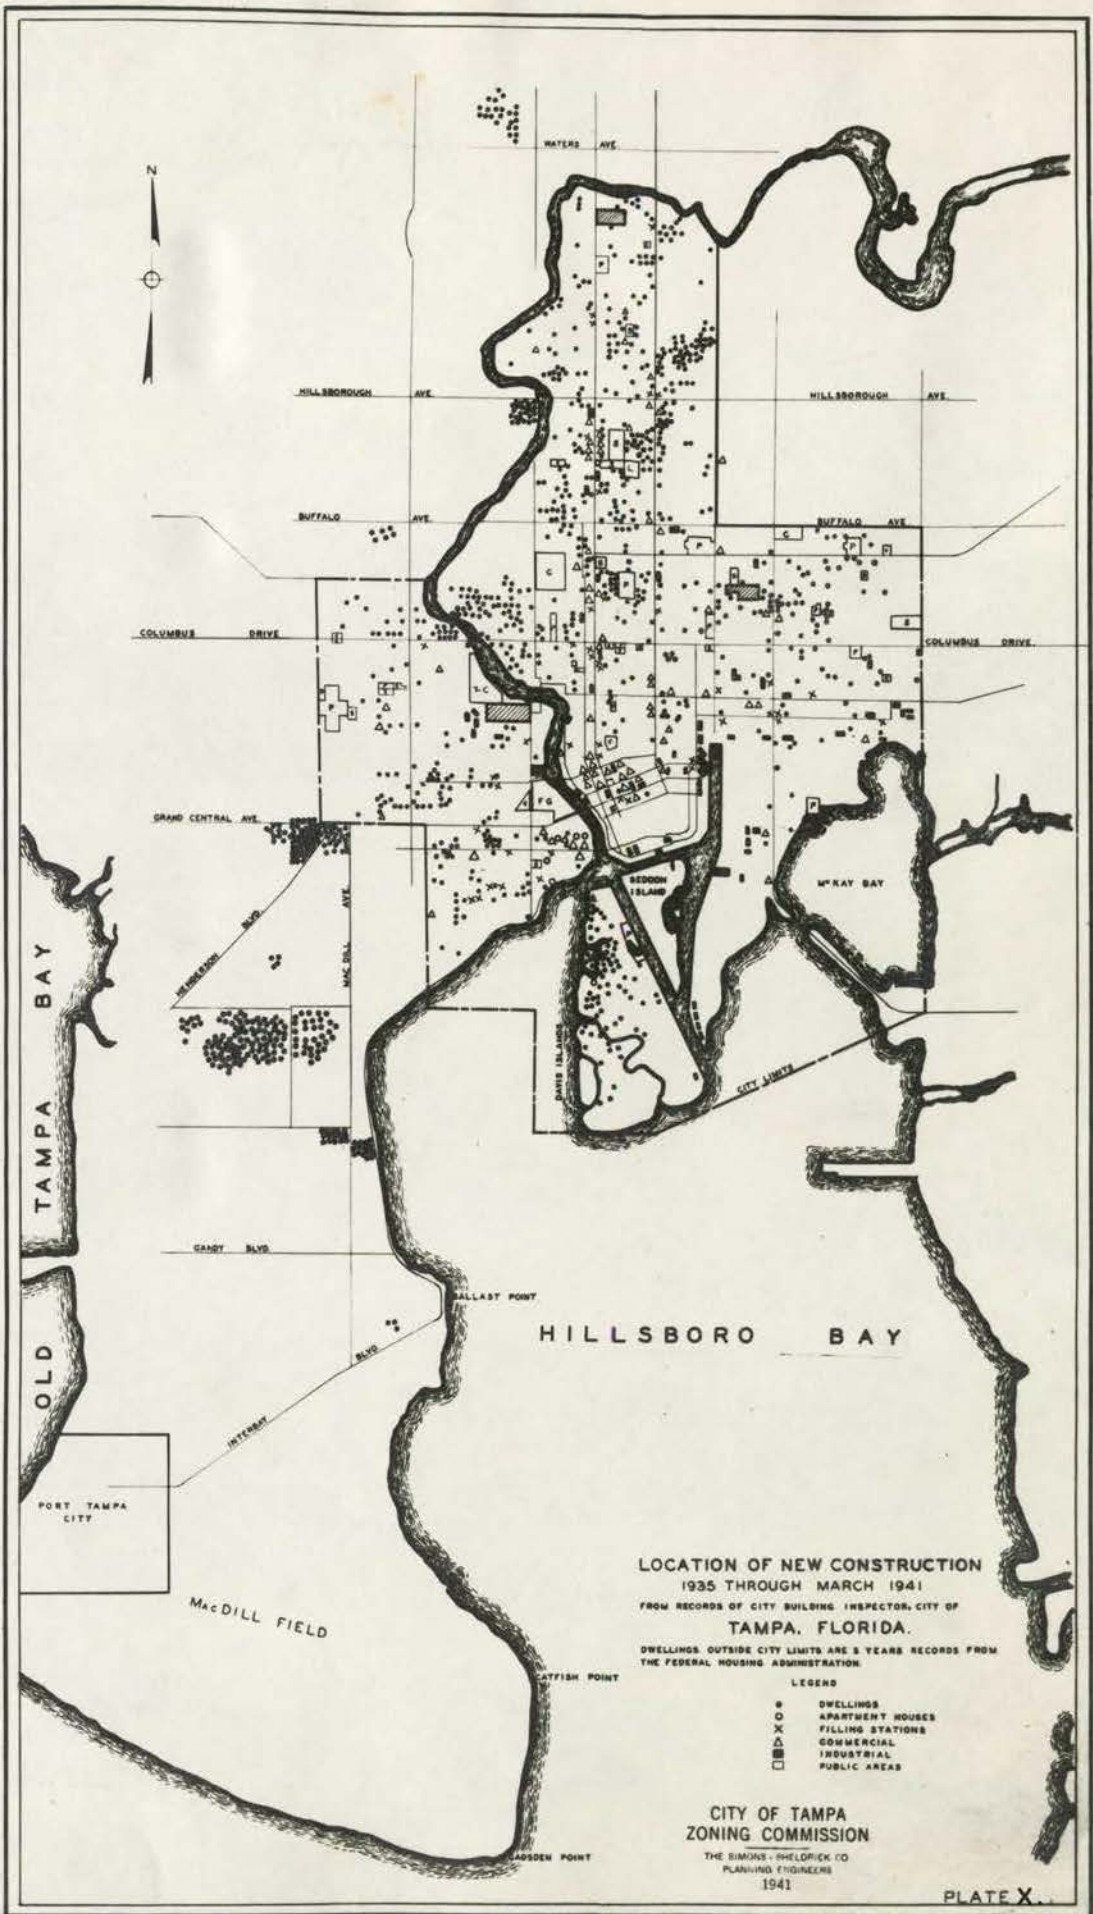 N
WATERS AVE.
HILLSBOROUGH AVE.
HILLSBOROUGH AVE.
BUFFALO AVE.
BUFFALO AVE.
COLUMBUS DRIVE.
COLUMBUS DRIVE.
GRAND CENTRAL AVE.
FG
SEDDON
ISLAND
McKAY BAY
HENDERSON BLVD.
MAC DILL AVE
DAVIS ISLANDS
CITY LIMITS
OLD TAMPA BAY
GANDY BLVD.
BALLAST POINT
HILLSBORO BAY
INTERBAY BLVD.
PORT TAMPA
CITY
MacDILL FIELD
CATFISH POINT
GADSDEN POINT
LOCATION OF NEW CONSTRUCTION
1935 THROUGH MARCH 1941
FROM RECORDS OF CITY BUILDING INSPECTOR, CITY OF
TAMPA, FLORIDA.
DWELLINGS OUTSIDE CITY LIMITS ARE 5 YEARS RECORDS FROM
THE FEDERAL HOUSING ADMINISTRATION.
LEGEND
DWELLINGS
APARTMENT HOUSES
FILLING STATIONS
COMMERCIAL
INDUSTRIAL
PUBLIC AREAS
CITY OF TAMPA
ZONING COMMISSION
THE SIMONS-SHELDRICK CO
PLANNING ENGINEERS
1941
PLATE X.